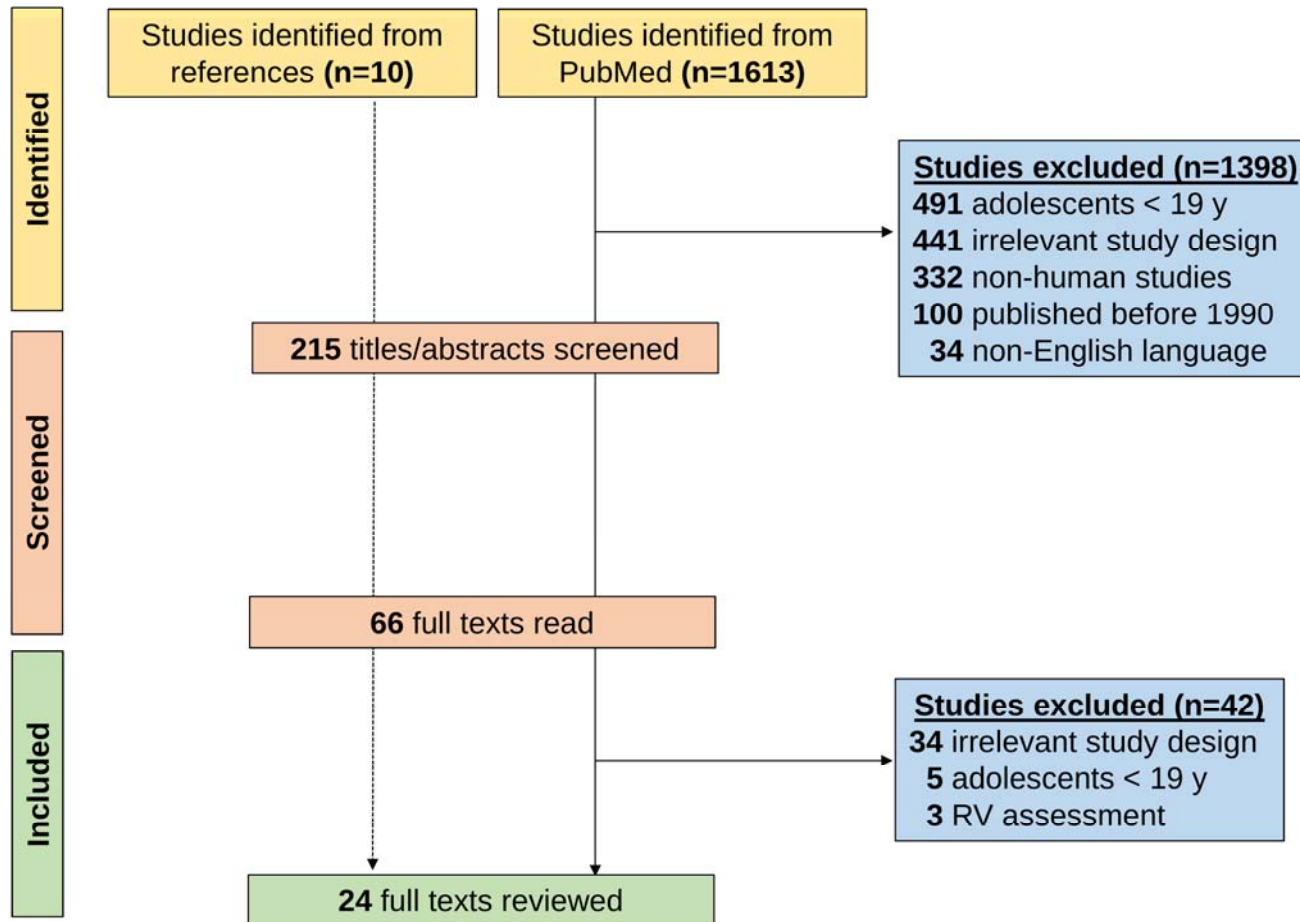 Identified
Studies identified from
references (n=10)
Studies identified from
PubMed (n=1613)
Studies excluded (n=1398)
491 adolescents < 19 y
441 irrelevant study design
332 non-human studies
100 published before 1990
34 non-English language
Screened
215 titles/abstracts screened
66 full texts read
Included
Studies excluded (n=42)
34 irrelevant study design
5 adolescents < 19 y
3 RV assessment
24 full texts reviewed